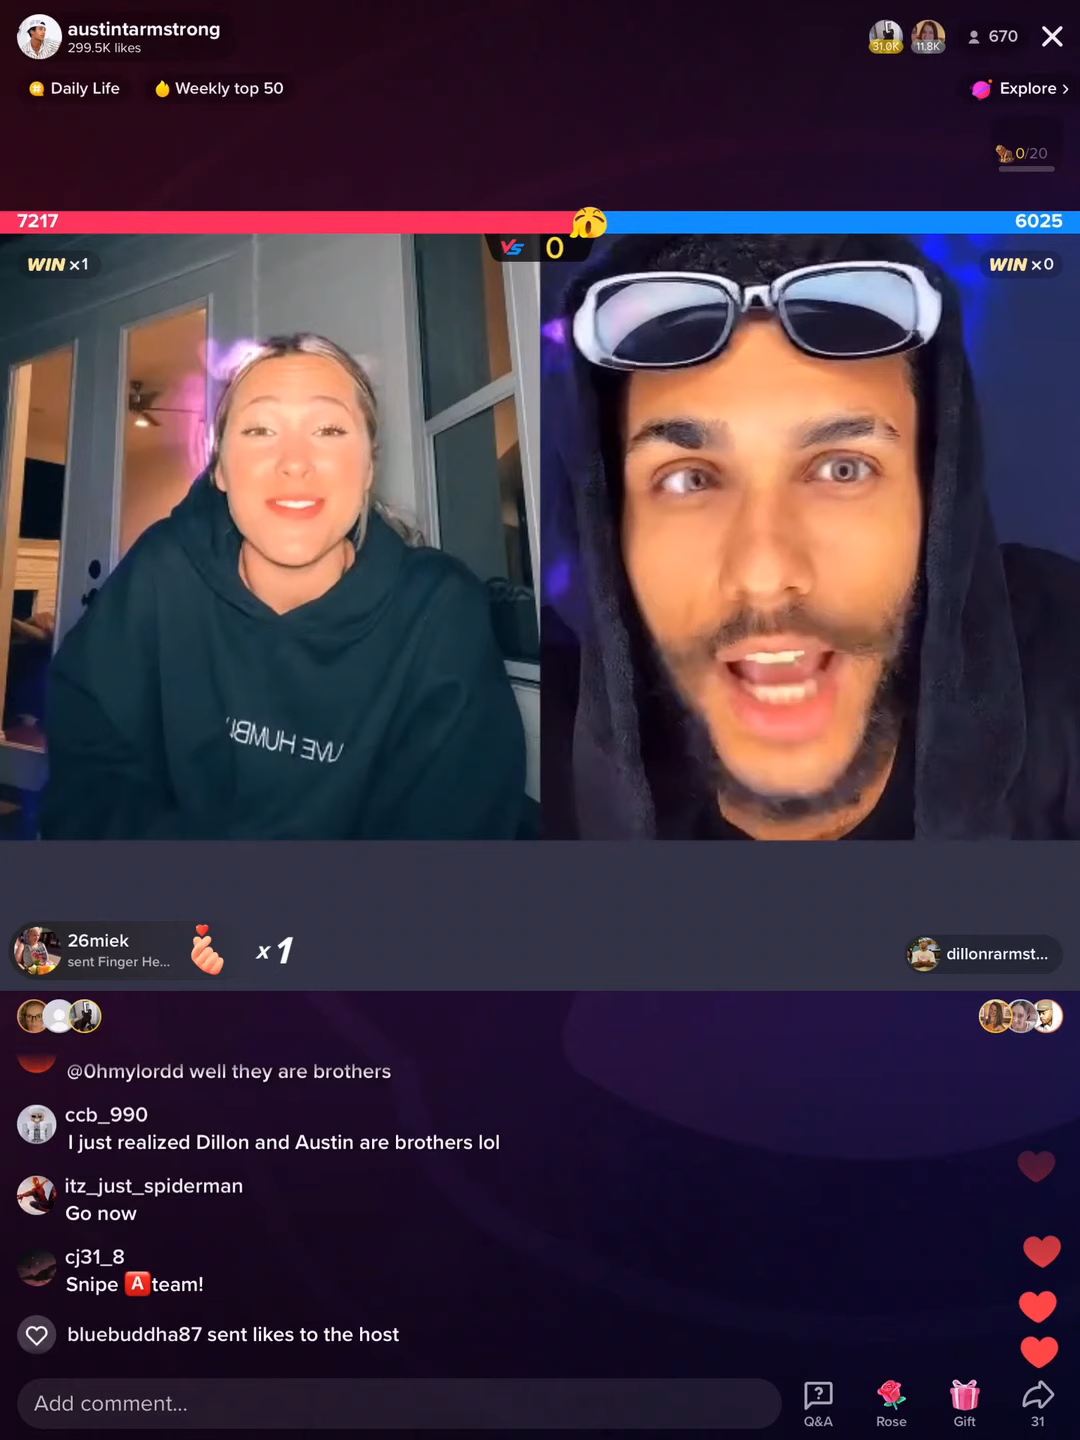 austintarmstrong
299.5K likes
31.0K
11.8K
670
Daily Life
Weekly top 50
Explore >
0/20
7217
6025
VS 0
WIN x1
WIN x0
26miek
sent Finger He...
x 1
dillonrarmst...
@0hmylordd well they are brothers
ccb_990
I just realized Dillon and Austin are brothers lol
itz_just_spiderman
Go now
cj31_8
Snipe 🅰️team!
bluebuddha87 sent likes to the host
Add comment...
Q&A
Rose
Gift
31